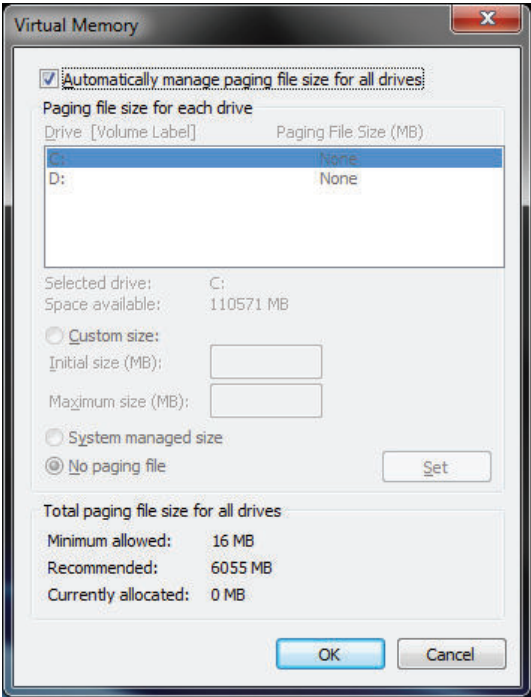 Virtual Memory
Automatically manage paging file size for all drives
Paging file size for each drive
Drive [Volume Label] Paging File Size (MB)
C: None
D: None
Selected drive: C:
Space available: 110571 MB
Custom size:
Initial size (MB):
Maximum size (MB):
System managed size
No paging file Set
Total paging file size for all drives
Minimum allowed: 16 MB
Recommended: 6055 MB
Currently allocated: 0 MB
OK Cancel